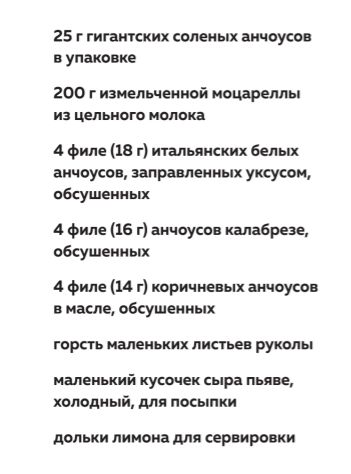 25 г гигантских соленых анчоусов
в упаковке
200 г измельченной моцареллы
из цельного молока
4 филе (18 г) итальянских белых
анчоусов, заправленных уксусом,
обсушенных
4 филе (16 г) анчоусов калабрезе,
обсушенных
4 филе (14 г) коричневых анчоусов
в масле, обсушенных
горсть маленьких листьев руколы
маленький кусочек сыра пьяве,
холодный, для посыпки
дольки лимона для сервировки